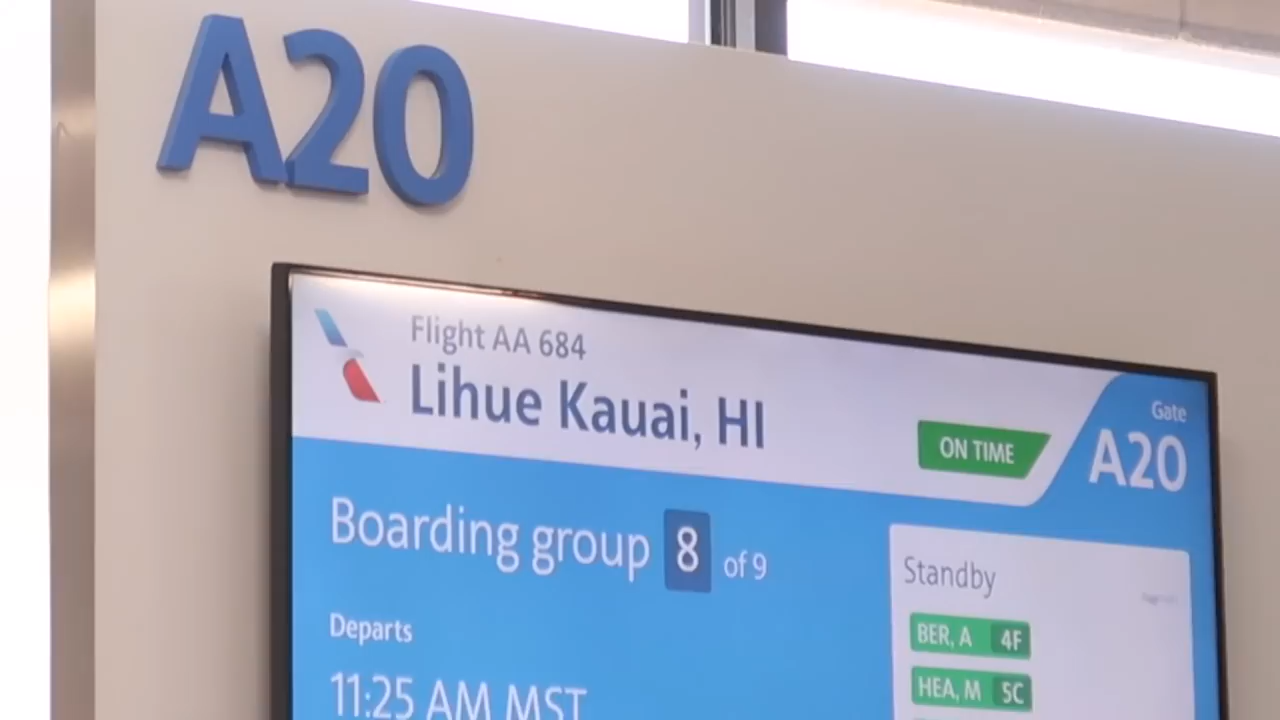 A20
Flight AA 684
Lihue Kauai, HI
ON TIME
Gate
A20
Boarding group 8 of 9
Departs
11:25 AM MST
Standby
BER, A 4F
HEA, M 5C